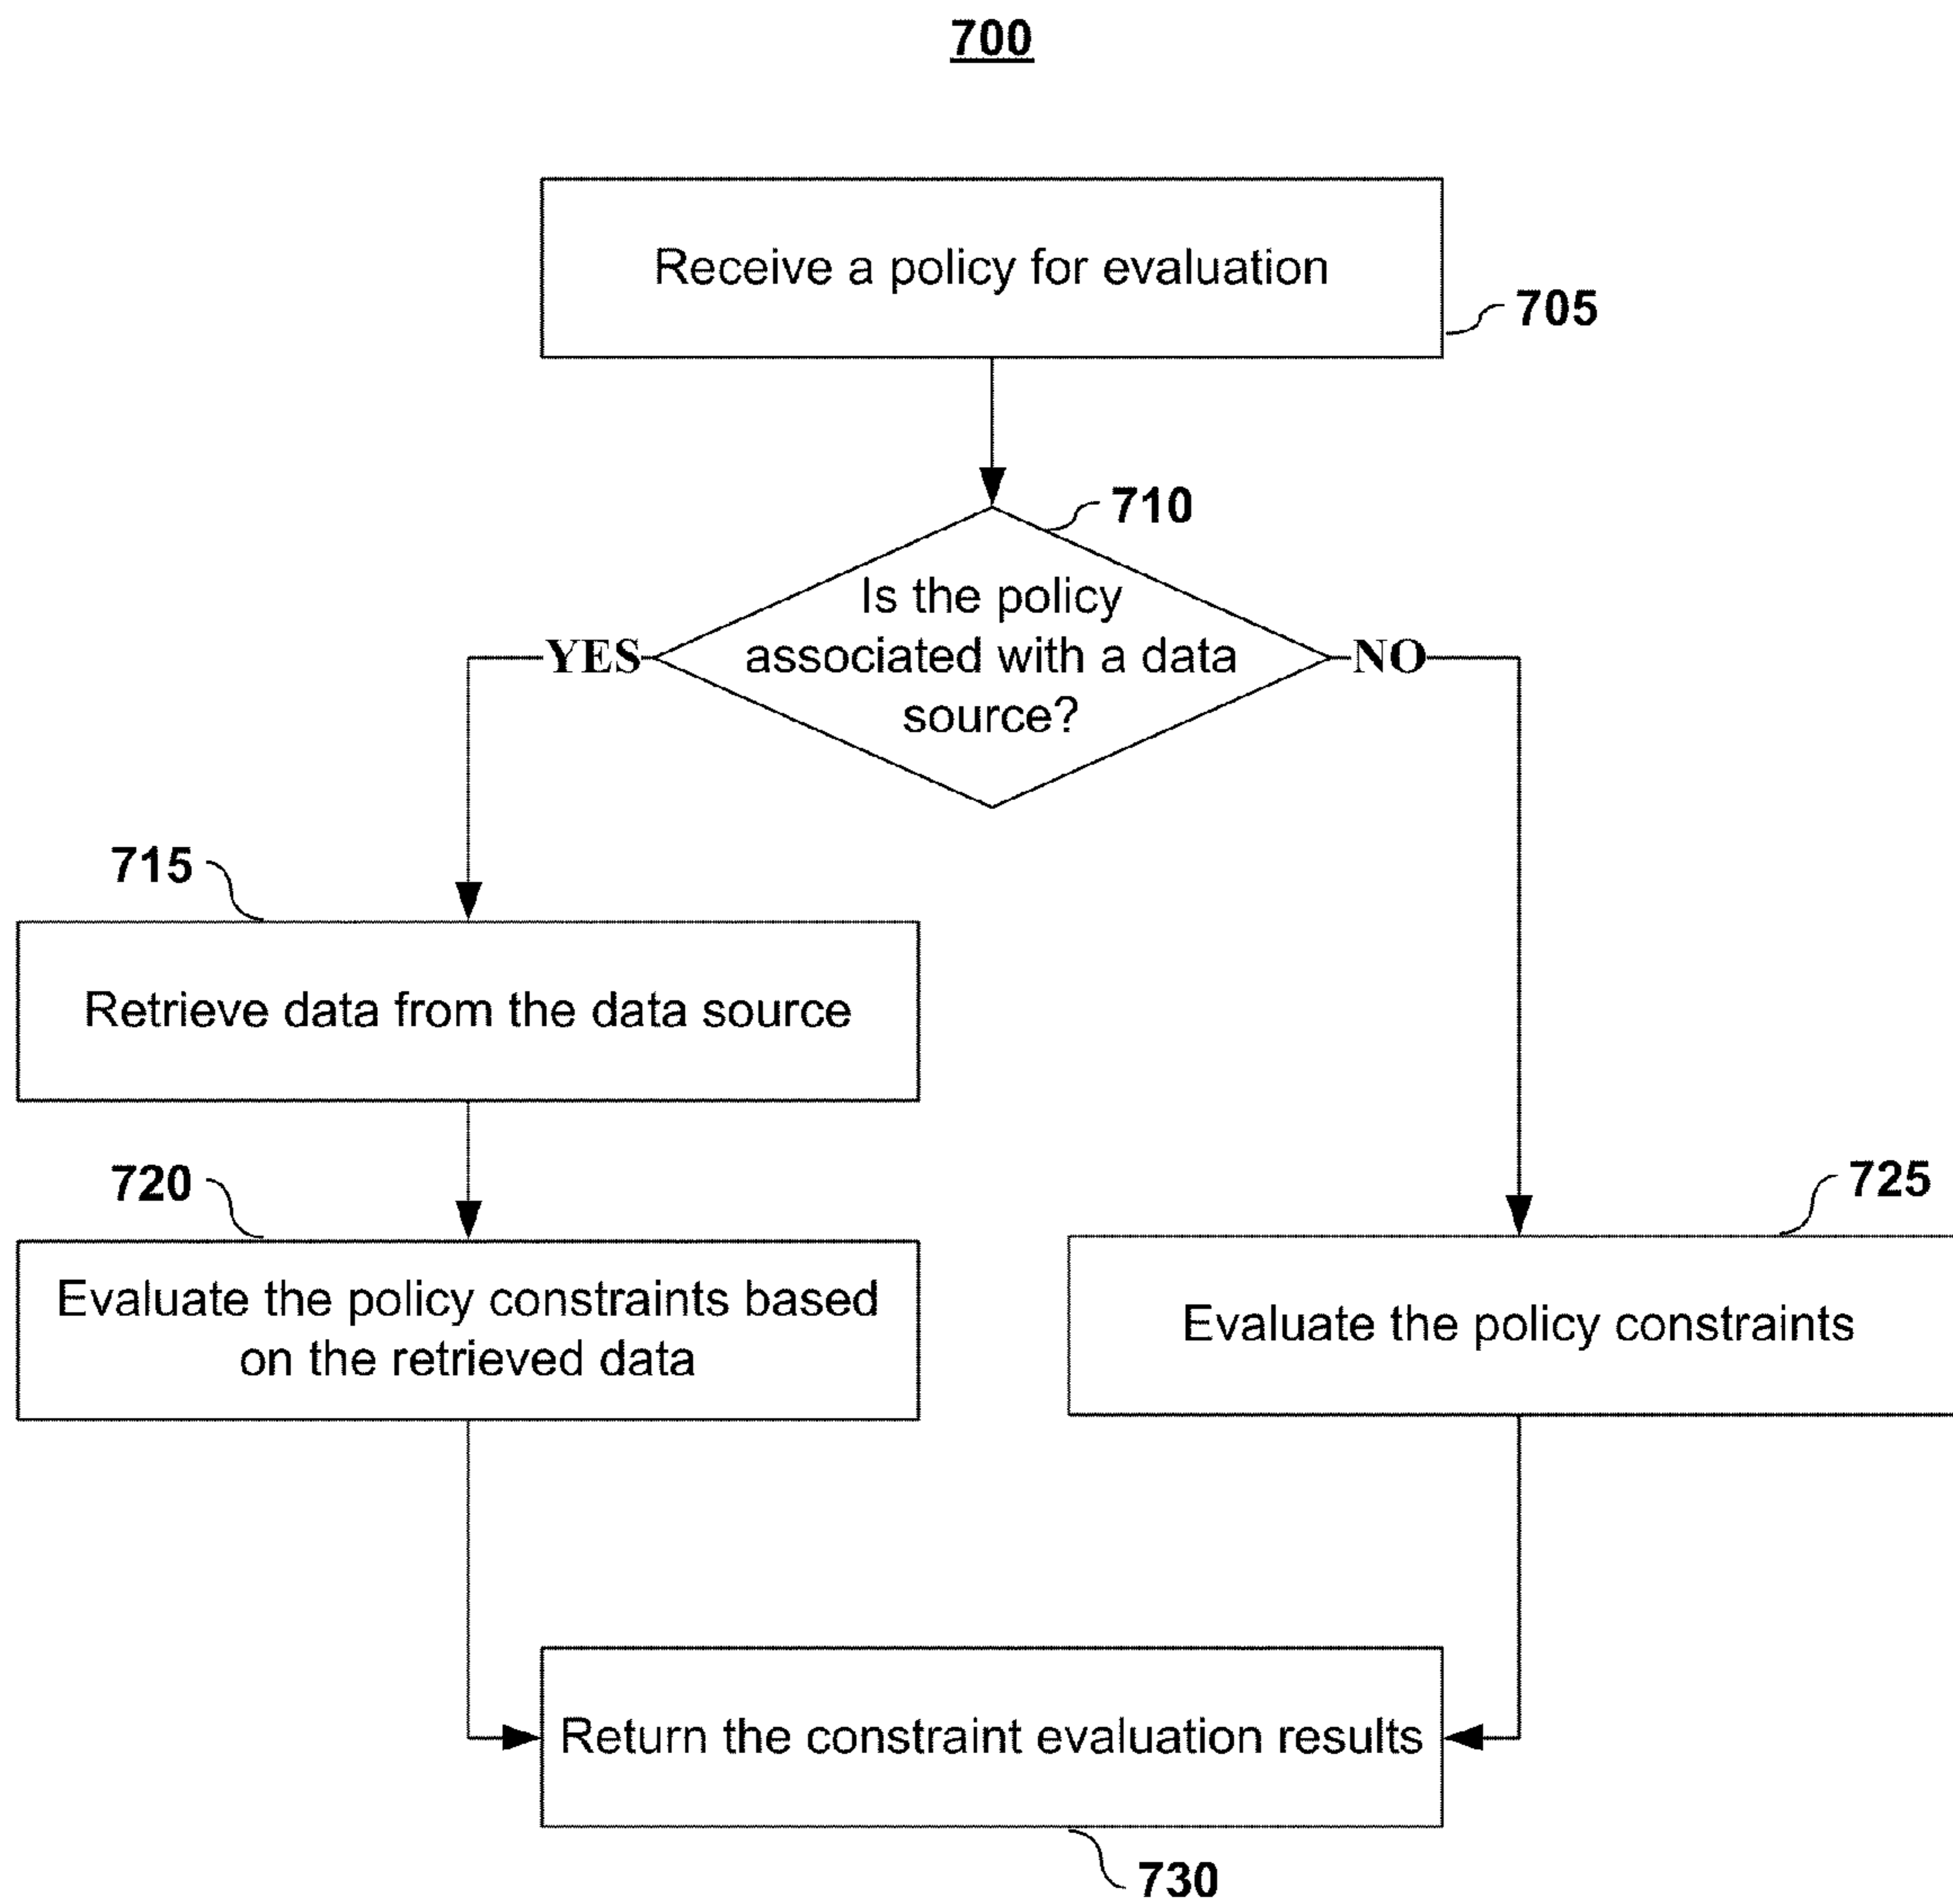 700
Receive a policy for evaluation
705
710
Is the policy
associated with a data
source?
YES
NO
715
Retrieve data from the data source
720
Evaluate the policy constraints based
on the retrieved data
725
Evaluate the policy constraints
Return the constraint evaluation results
730